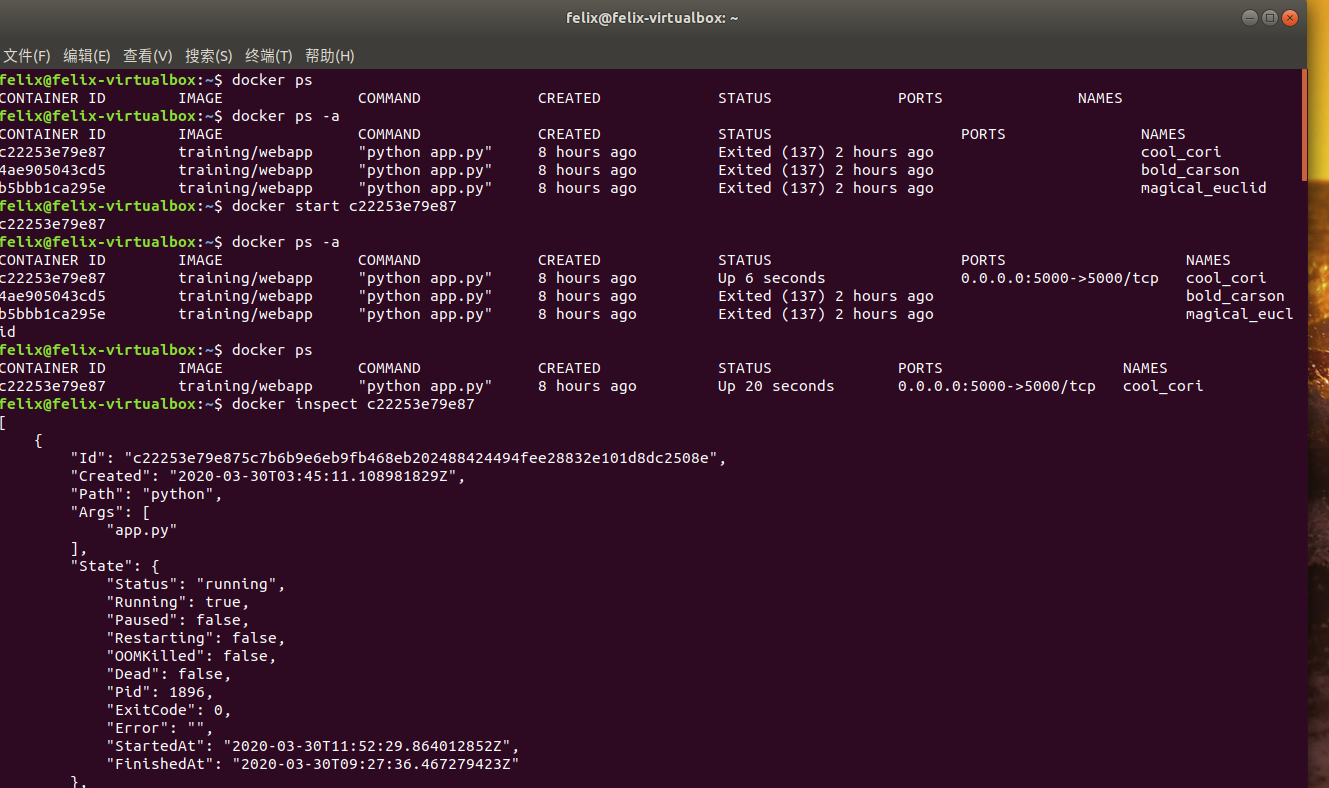 felix@felix-virtualbox: ~
文件(F) 编辑(E) 查看(V) 搜索(S) 终端(T) 帮助(H)
felix@felix-virtualbox:~$ docker ps
CONTAINER ID        IMAGE               COMMAND             CREATED             STATUS              PORTS               NAMES
felix@felix-virtualbox:~$ docker ps -a
CONTAINER ID        IMAGE               COMMAND             CREATED             STATUS                     PORTS               NAMES
c22253e79e87        training/webapp     "python app.py"     8 hours ago         Exited (137) 2 hours ago                       cool_cori
4ae905043cd5        training/webapp     "python app.py"     8 hours ago         Exited (137) 2 hours ago                       bold_carson
b5bbb1ca295e        training/webapp     "python app.py"     8 hours ago         Exited (137) 2 hours ago                       magical_euclid
felix@felix-virtualbox:~$ docker start c22253e79e87
c22253e79e87
felix@felix-virtualbox:~$ docker ps -a
CONTAINER ID        IMAGE               COMMAND             CREATED             STATUS                     PORTS                    NAMES
c22253e79e87        training/webapp     "python app.py"     8 hours ago         Up 6 seconds               0.0.0.0:5000->5000/tcp   cool_cori
4ae905043cd5        training/webapp     "python app.py"     8 hours ago         Exited (137) 2 hours ago                            bold_carson
b5bbb1ca295e        training/webapp     "python app.py"     8 hours ago         Exited (137) 2 hours ago                            magical_eucl
id
felix@felix-virtualbox:~$ docker ps
CONTAINER ID        IMAGE               COMMAND             CREATED             STATUS              PORTS                    NAMES
c22253e79e87        training/webapp     "python app.py"     8 hours ago         Up 20 seconds       0.0.0.0:5000->5000/tcp   cool_cori
felix@felix-virtualbox:~$ docker inspect c22253e79e87
[
    {
        "Id": "c22253e79e875c7b6b9e6eb9fb468eb202488424494fee28832e101d8dc2508e",
        "Created": "2020-03-30T03:45:11.108981829Z",
        "Path": "python",
        "Args": [
            "app.py"
        ],
        "State": {
            "Status": "running",
            "Running": true,
            "Paused": false,
            "Restarting": false,
            "OOMKilled": false,
            "Dead": false,
            "Pid": 1896,
            "ExitCode": 0,
            "Error": "",
            "StartedAt": "2020-03-30T11:52:29.864012852Z",
            "FinishedAt": "2020-03-30T09:27:36.467279423Z"
        },